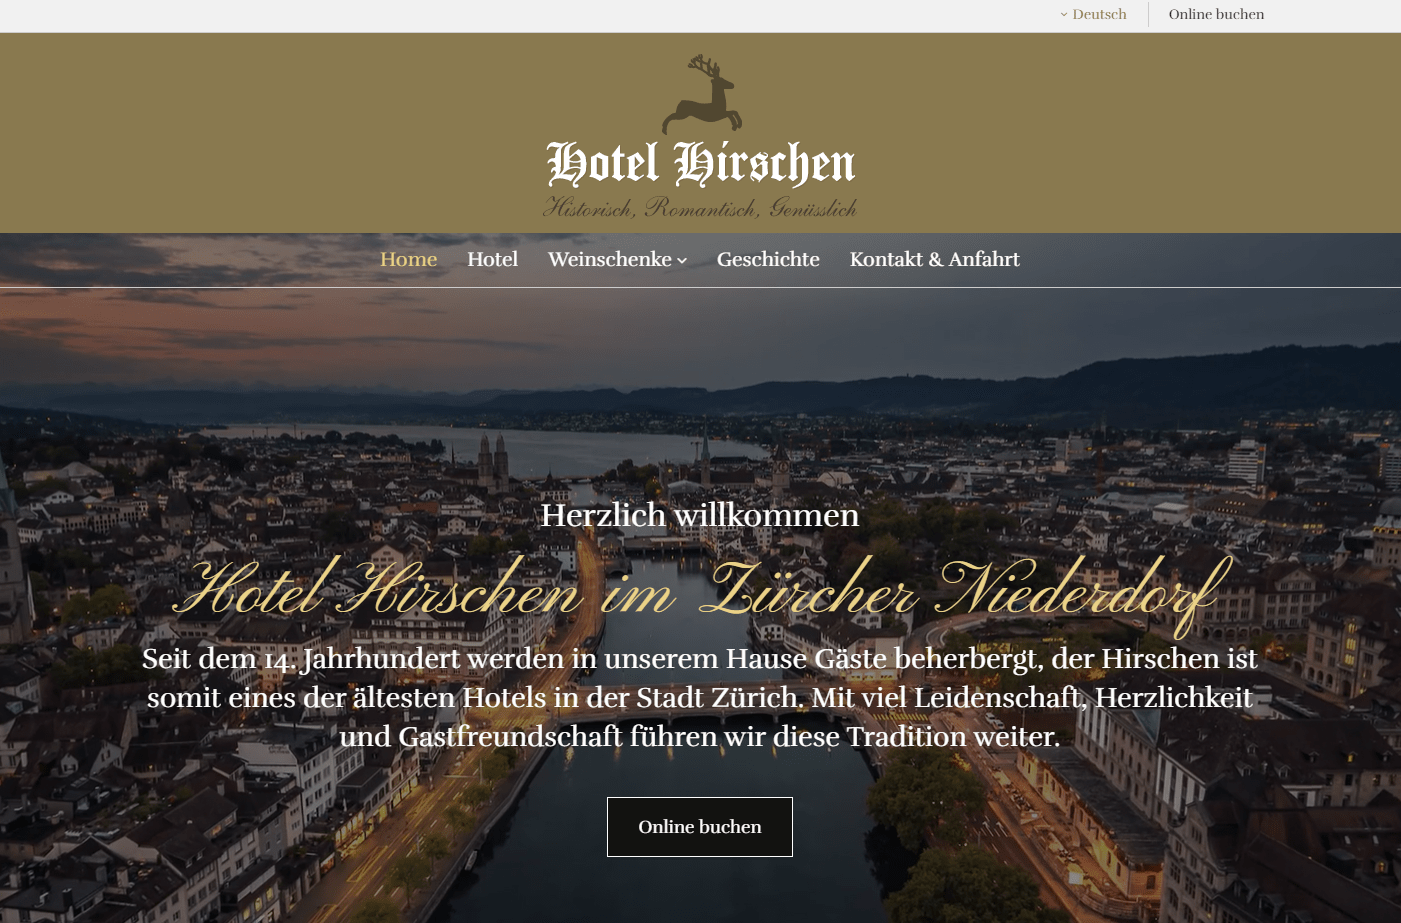 Deutsch
Online buchen
Hotel Hirschen
Historisch, Romantisch, Genüsslich
Home
Hotel
Weinschenke
Geschichte
Kontakt & Anfahrt
Herzlich willkommen
Hotel Hirschen im Zürcher Niederdorf
Seit dem 14. Jahrhundert werden in unserem Hause Gäste beherbergt, der Hirschen ist
somit eines der ältesten Hotels in der Stadt Zürich. Mit viel Leidenschaft, Herzlichkeit
und Gastfreundschaft führen wir diese Tradition weiter.
Online buchen